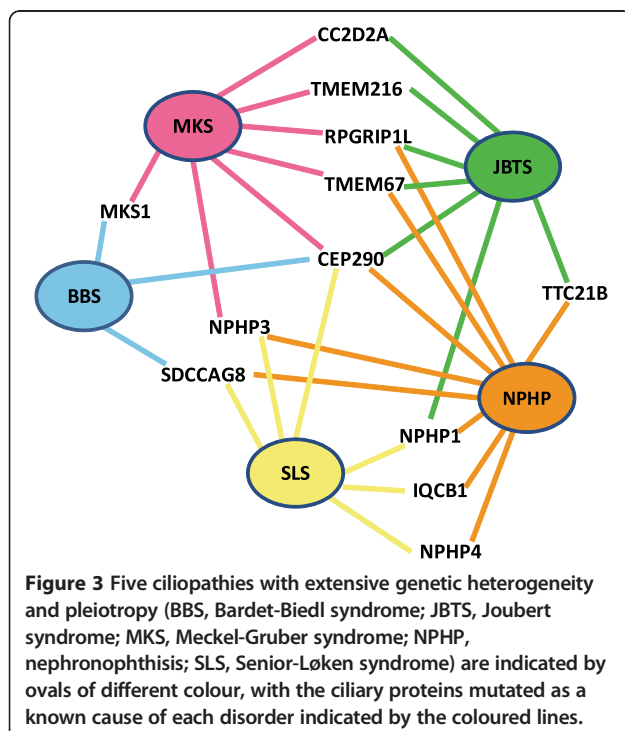 CC2D2A
TMEM216
MKS
RPGRIP1L
JBTS
TMEM67
MKS1
CEP290
BBS
TTC21B
NPHP3
SDCCAG8
NPHP
NPHP1
SLS
IQCB1
NPHP4
Figure 3 Five ciliopathies with extensive genetic heterogeneity
and pleiotropy (BBS, Bardet-Biedl syndrome; JBTS, Joubert
syndrome; MKS, Meckel-Gruber syndrome; NPHP,
nephronophthisis; SLS, Senior-Løken syndrome) are indicated by
ovals of different colour, with the ciliary proteins mutated as a
known cause of each disorder indicated by the coloured lines.